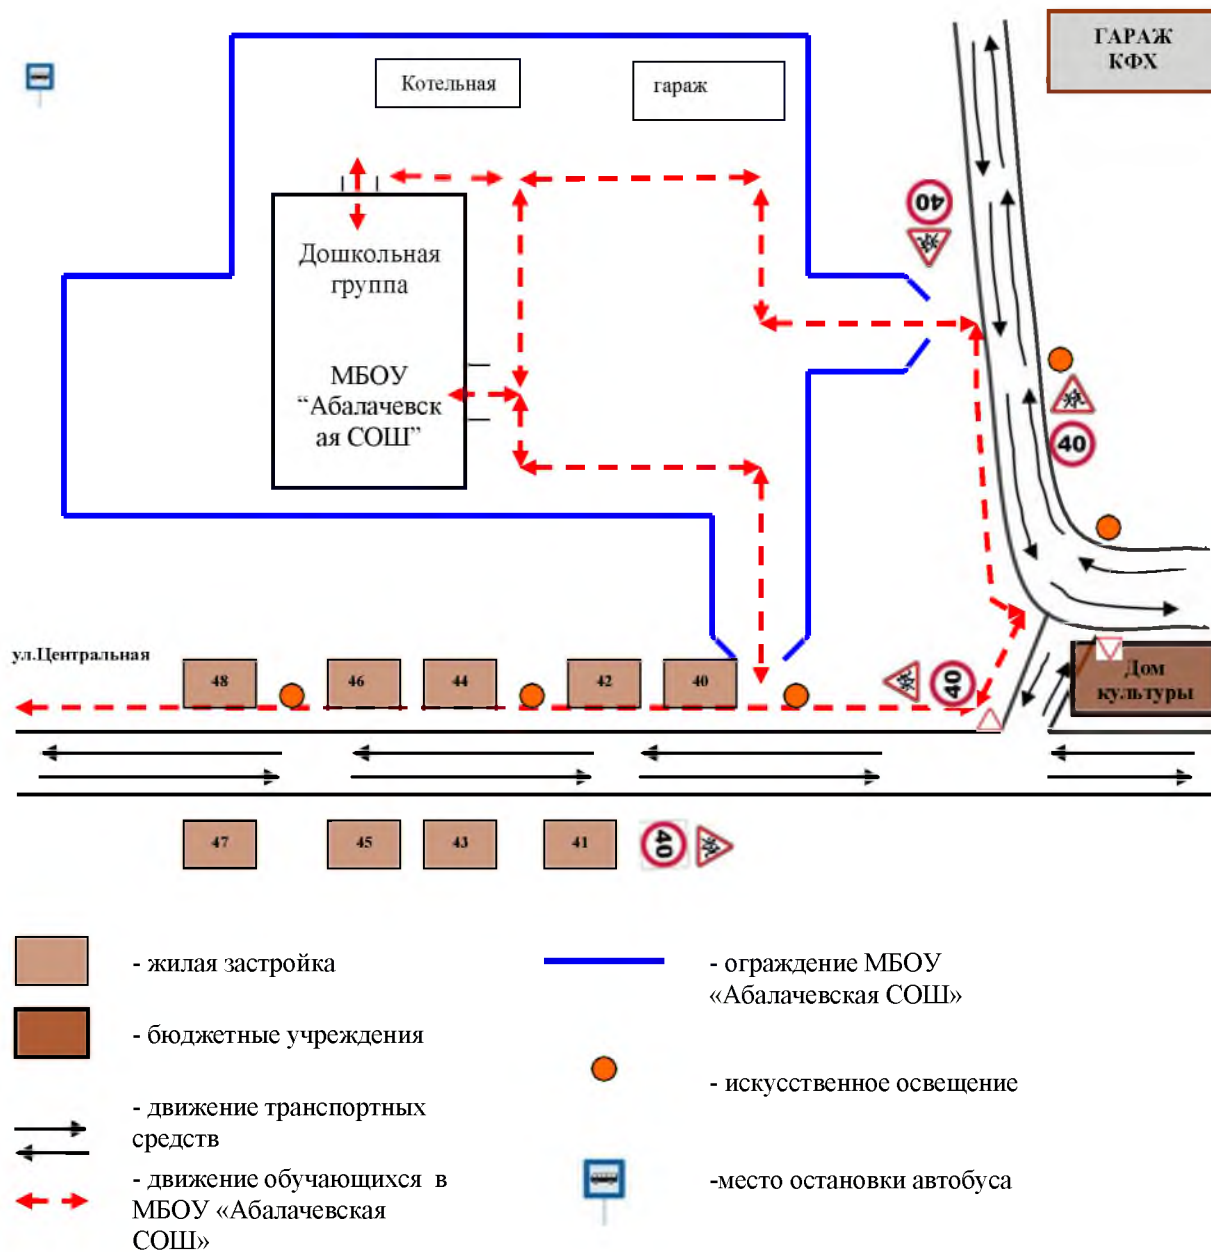 ГАРАЖ
КФХ
Котельная
гараж
40
Дошкольная
группа
МБОУ
“Абалачевск
ая СОШ”
40
ул.Центральная
48
46
44
42
40
40
Дом
культуры
47
45
43
41
40
- жилая застройка
- бюджетные учреждения
- движение транспортных
средств
- движение обучающихся в
МБОУ «Абалачевская
СОШ»
- ограждение МБОУ
«Абалачевская СОШ»
- искусственное освещение
-место остановки автобуса